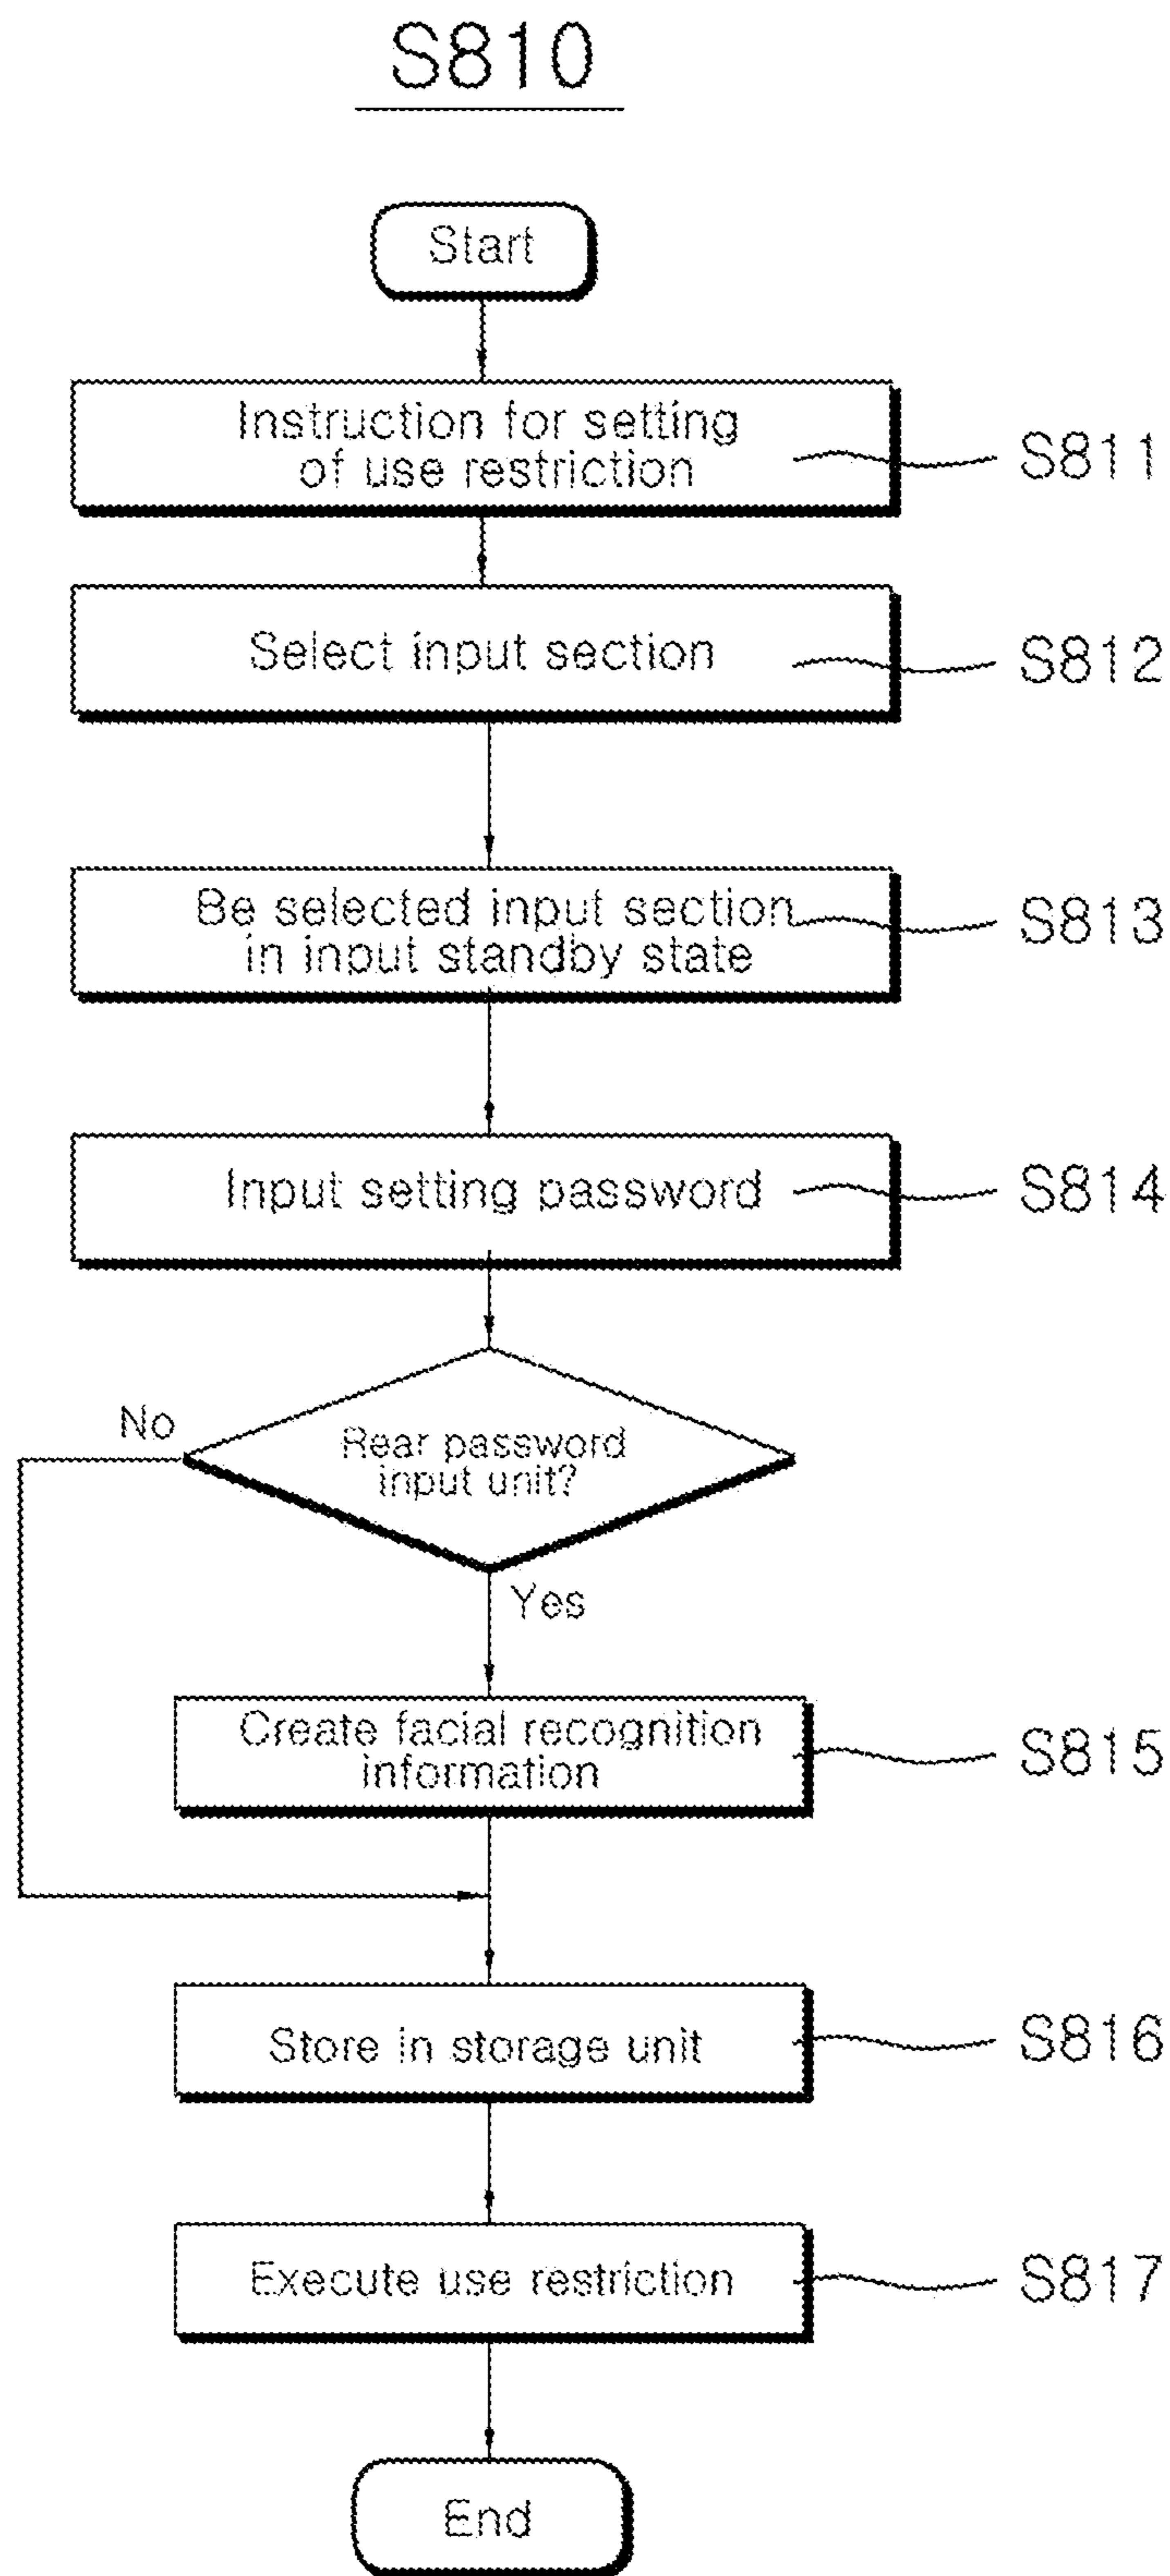 S810
Start
Instruction for setting
of use restriction
S811
Select input section
S812
Be selected input section
in input standby state
S813
Input setting password
S814
No
Rear password
input unit?
Yes
Create facial recognition
information
S815
Store in storage unit
S816
Execute use restriction
S817
End